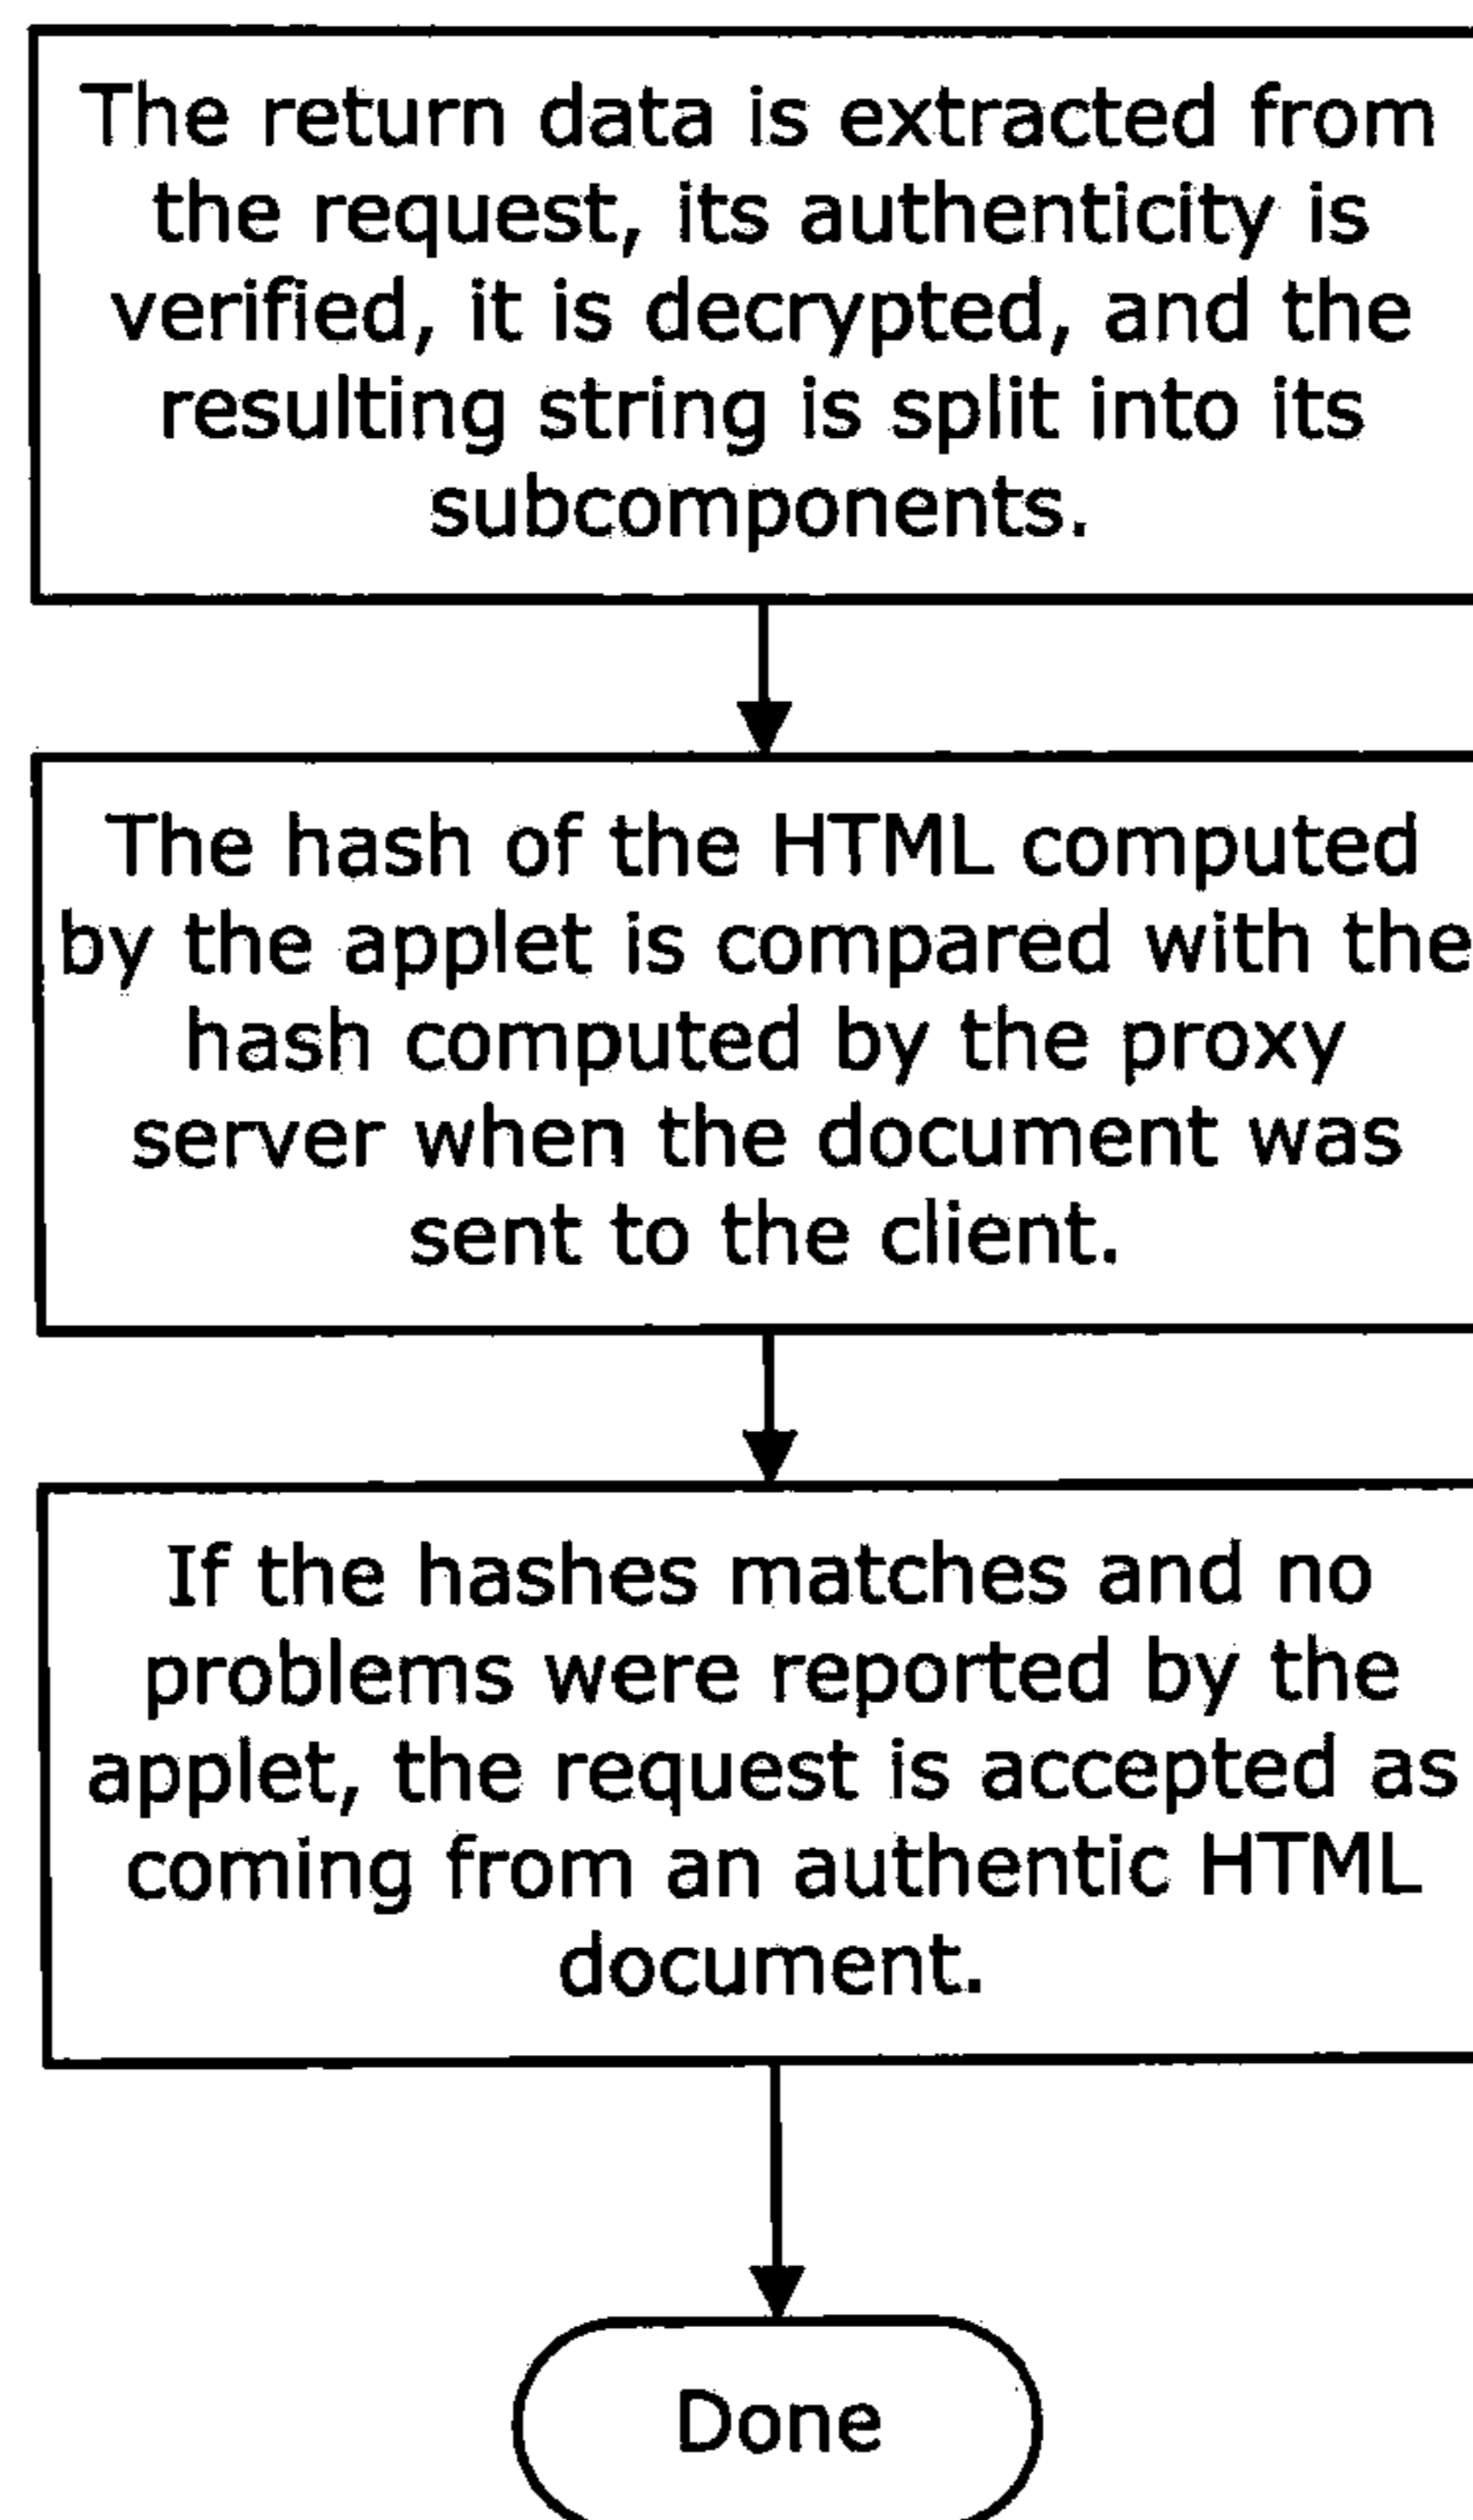 The return data is extracted from
the request, its authenticity is
verified, it is decrypted, and the
resulting string is split into its
subcomponents.
The hash of the HTML computed
by the applet is compared with the
hash computed by the proxy
server when the document was
sent to the client.
If the hashes matches and no
problems were reported by the
applet, the request is accepted as
coming from an authentic HTML
document.
Done